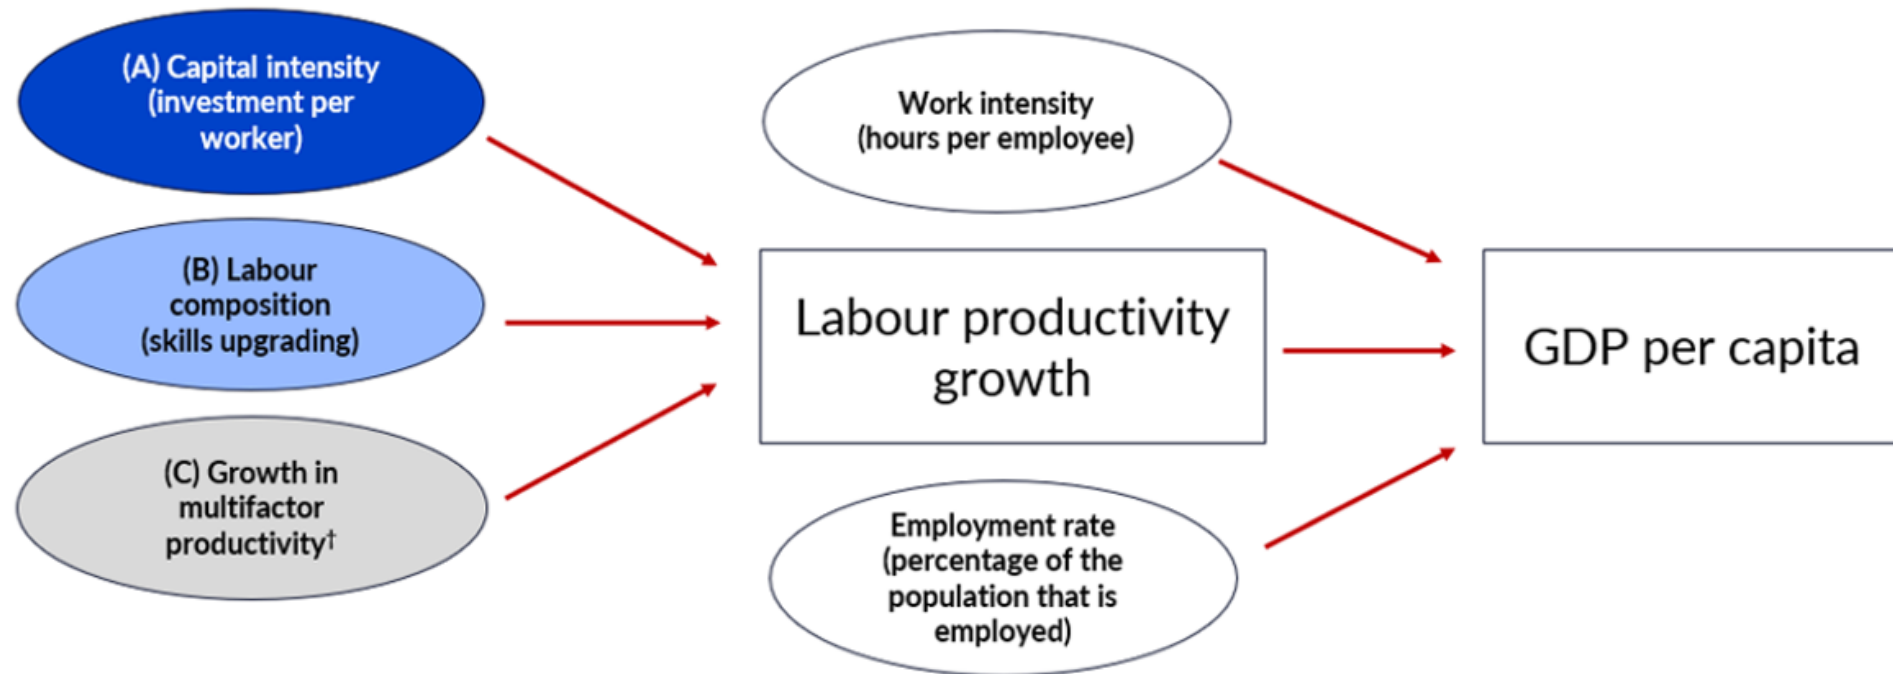 (A) Capital intensity
(investment per
worker)
(B) Labour
composition
(skills upgrading)
(C) Growth in
multifactor
productivity†
Work intensity
(hours per employee)
Labour productivity
growth
Employment rate
(percentage of the
population that is
employed)
GDP per capita